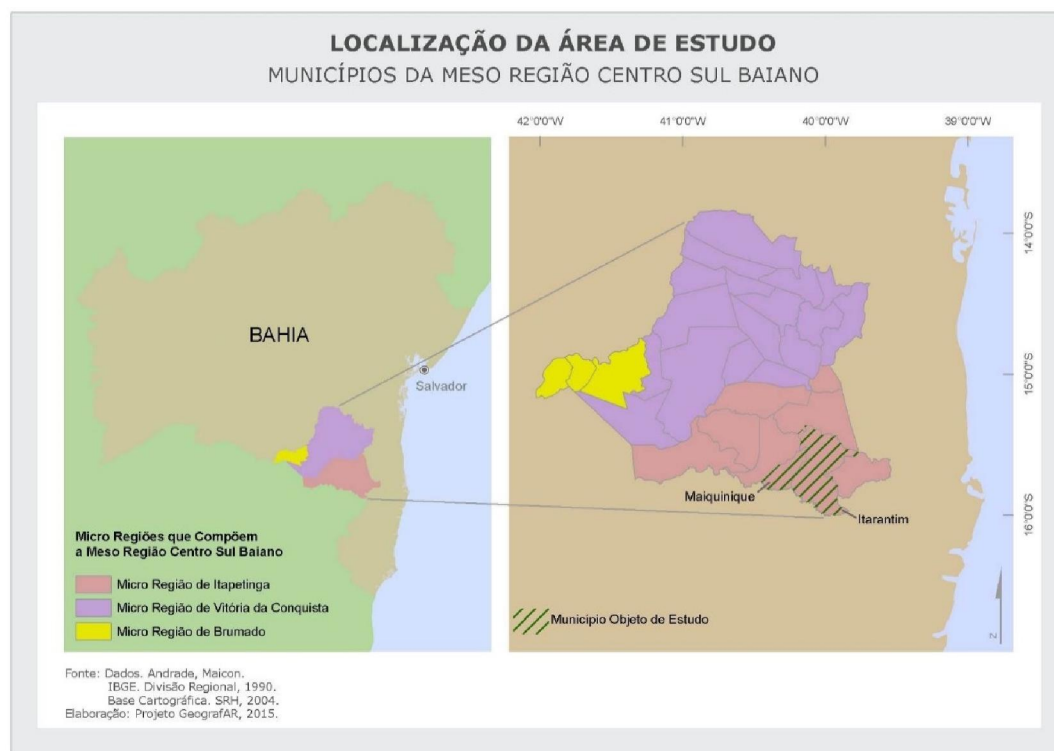 LOCALIZAÇÃO DA ÁREA DE ESTUDO
MUNICÍPIOS DA MESO REGIÃO CENTRO SUL BAIANO
42°0'0"W
41°0'0"W
40°0'0"W
39°0'0"W
BAHIA
Salvador
14°0'0"S
15°0'0"S
16°0'0"S
Maiquinique
Itarantim
Micro Regiões que Compõem
a Meso Região Centro Sul Baiano
Micro Região de Itapetinga
Micro Região de Vitória da Conquista
Micro Região de Brumado
Município Objeto de Estudo
N
Fonte: Dados. Andrade, Maicon.
IBGE. Divisão Regional, 1990.
Base Cartográfica. SRH, 2004.
Elaboração: Projeto GeografAR, 2015.